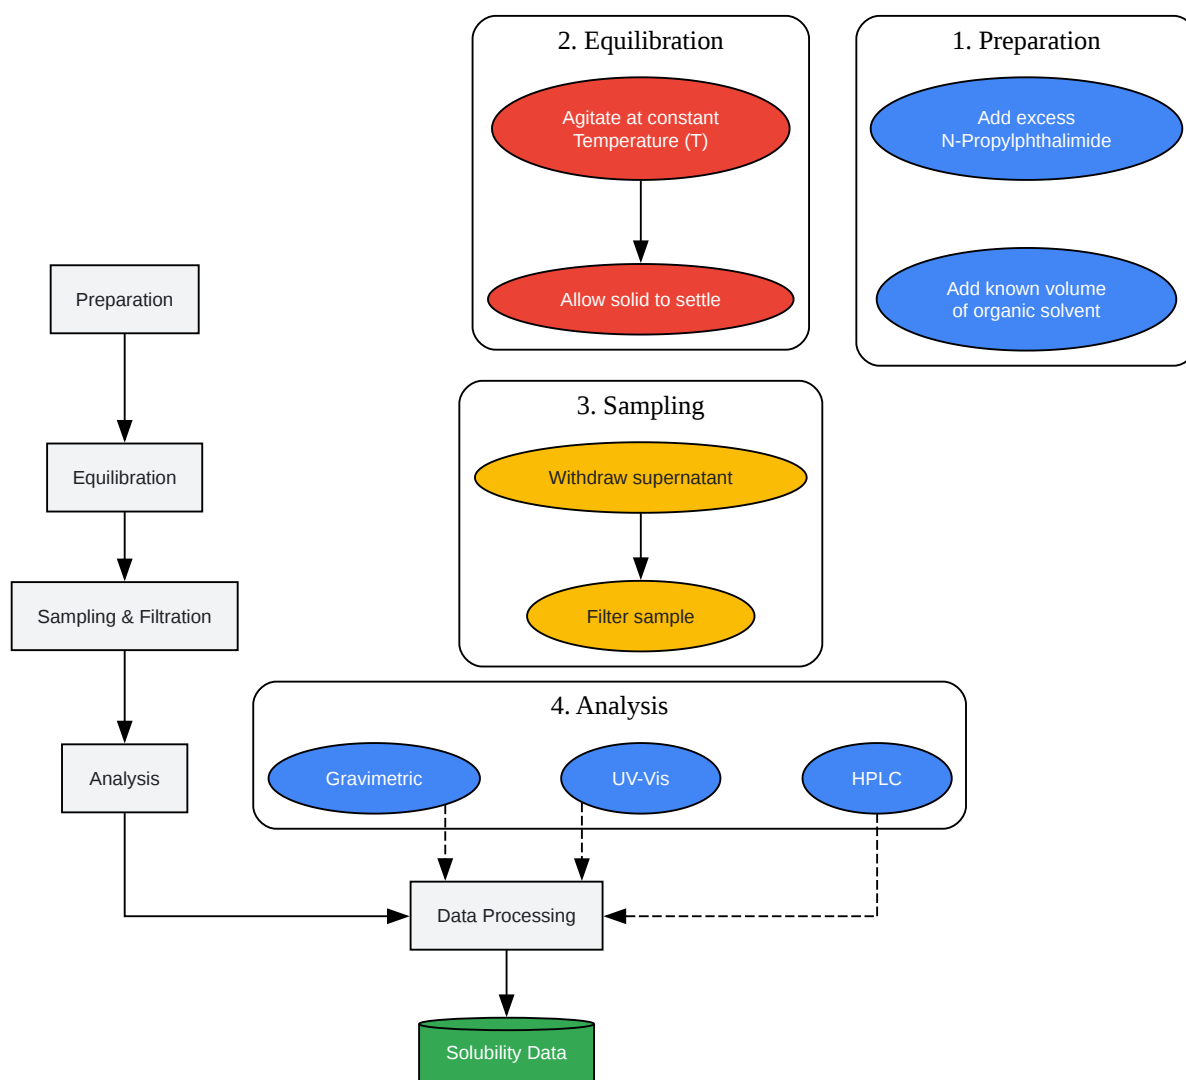 2. Equilibration
Agitate at constant
Temperature (T)
Allow solid to settle
1. Preparation
Add excess
N-Propylphthalimide
Add known volume
of organic solvent
Preparation
Equilibration
Sampling & Filtration
Analysis
3. Sampling
Withdraw supernatant
Filter sample
4. Analysis
Gravimetric
UV-Vis
HPLC
Data Processing
Solubility Data